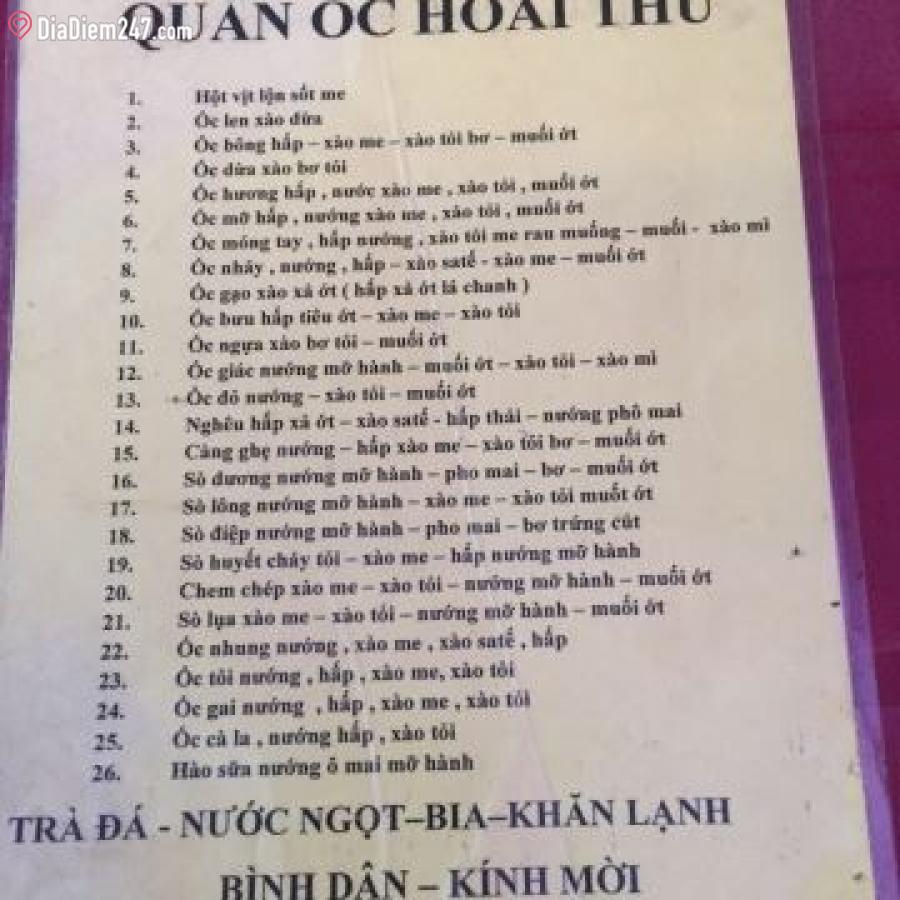 DiaDiem247.com
QUÁN ỐC HOÀI THU
1. Hột vịt lộn sốt me
2. Ốc len xào dừa
3. Ốc bông hấp – xào me – xào tỏi bơ – muối ớt
4. Ốc dừa xào bơ tỏi
5. Ốc hương hấp , nước xào me , xào tỏi , muối ớt
6. Ốc mỡ hấp , nướng xào me , xào tỏi , muối ớt
7. Ốc móng tay , hấp nướng , xào tỏi me rau muống – muối - xào mì
8. Ốc nhảy , nướng , hấp – xào satế - xào me – muối ớt
9. Ốc gạo xào xả ớt ( hấp xả ớt lá chanh )
10. Ốc bưu hấp tiêu ớt – xào me – xào tỏi
11. Ốc ngựa xào bơ tỏi – muối ớt
12. Ốc giác nướng mỡ hành – muối ớt – xào tỏi – xào mì
13. Ốc đỏ nướng – xào tỏi – muối ớt
14. Nghêu hấp xả ớt – xào satế - hấp thái – nướng phô mai
15. Càng ghẹ nướng – hấp xào me – xào tỏi bơ – muối ớt
16. Sò dương nướng mỡ hành – pho mai – bơ – muối ớt
17. Sò lông nướng mỡ hành – xào me – xào tỏi muốt ớt
18. Sò điệp nướng mỡ hành – pho mai – bơ trứng cút
19. Sò huyết cháy tỏi – xào me – hấp nướng mỡ hành
20. Chem chép xào me – xào tỏi – nướng mỡ hành – muối ớt
21. Sò lụa xào me – xào tỏi – nướng mỡ hành – muối ớt
22. Ốc nhung nướng , xào me , xào satế , hấp
23. Ốc tỏi nướng , hấp , xào me, xào tỏi
24. Ốc gai nướng , hấp , xào me , xào tỏi
25. Ốc cà la , nướng hấp , xào tỏi
26. Hào sữa nướng ô mai mỡ hành
TRÀ ĐÁ - NƯỚC NGỌT–BIA–KHĂN LẠNH
BÌNH DÂN – KÍNH MỜI